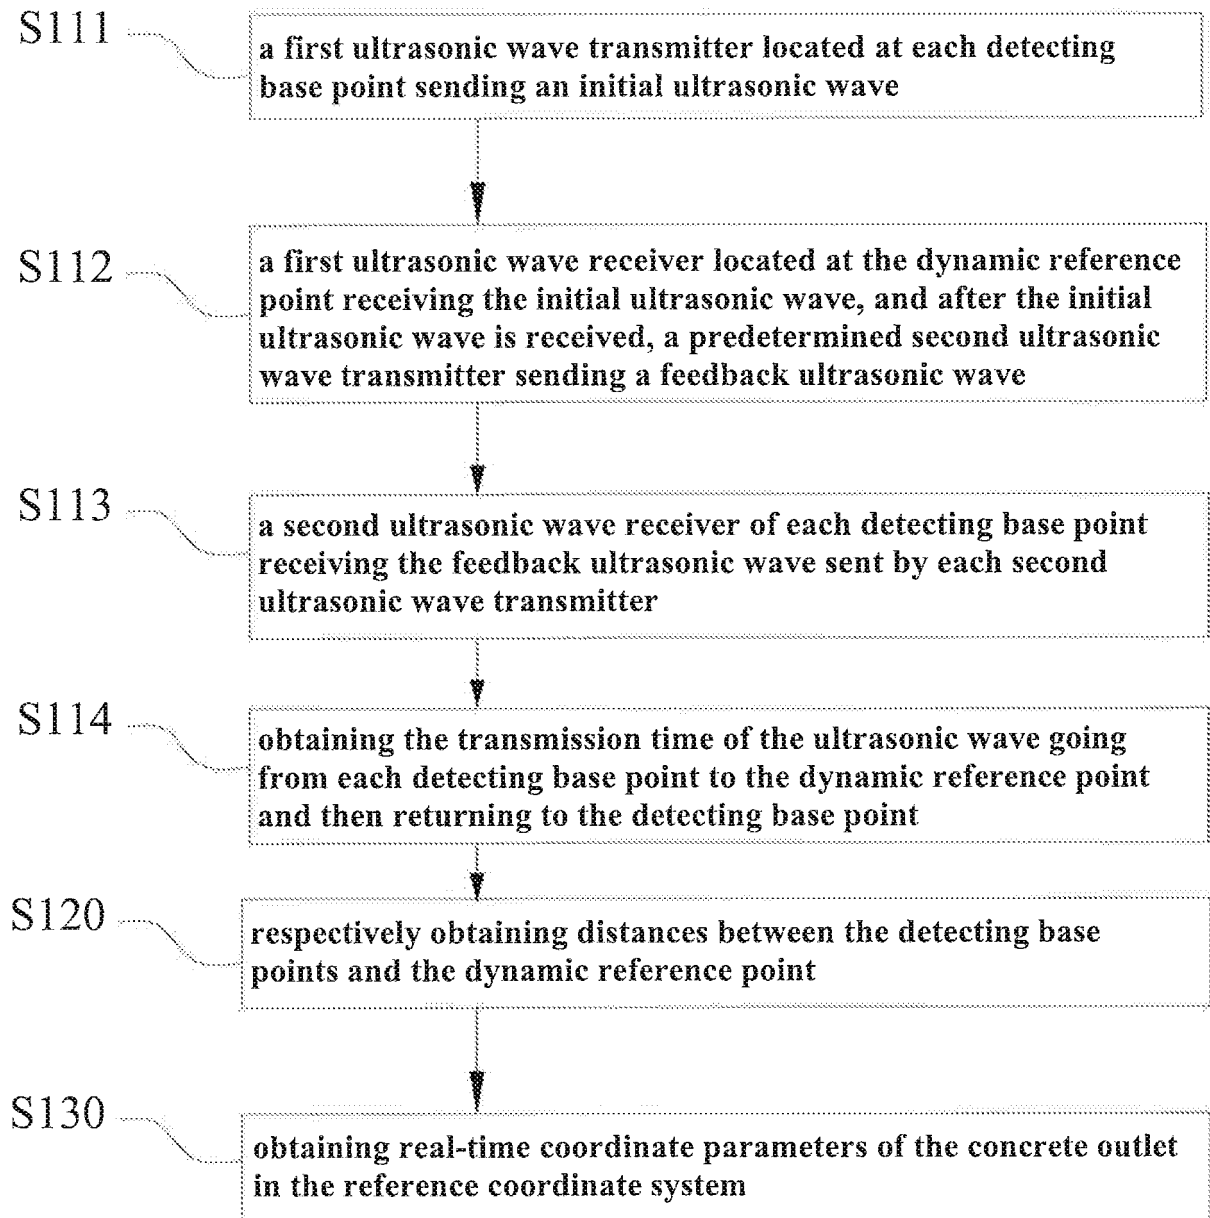 S111
a first ultrasonic wave transmitter located at each detecting
base point sending an initial ultrasonic wave
S112
a first ultrasonic wave receiver located at the dynamic reference
point receiving the initial ultrasonic wave, and after the initial
ultrasonic wave is received, a predetermined second ultrasonic
wave transmitter sending a feedback ultrasonic wave
S113
a second ultrasonic wave receiver of each detecting base point
receiving the feedback ultrasonic wave sent by each second
ultrasonic wave transmitter
S114
obtaining the transmission time of the ultrasonic wave going
from each detecting base point to the dynamic reference point
and then returning to the detecting base point
S120
respectively obtaining distances between the detecting base
points and the dynamic reference point
S130
obtaining real-time coordinate parameters of the concrete outlet
in the reference coordinate system